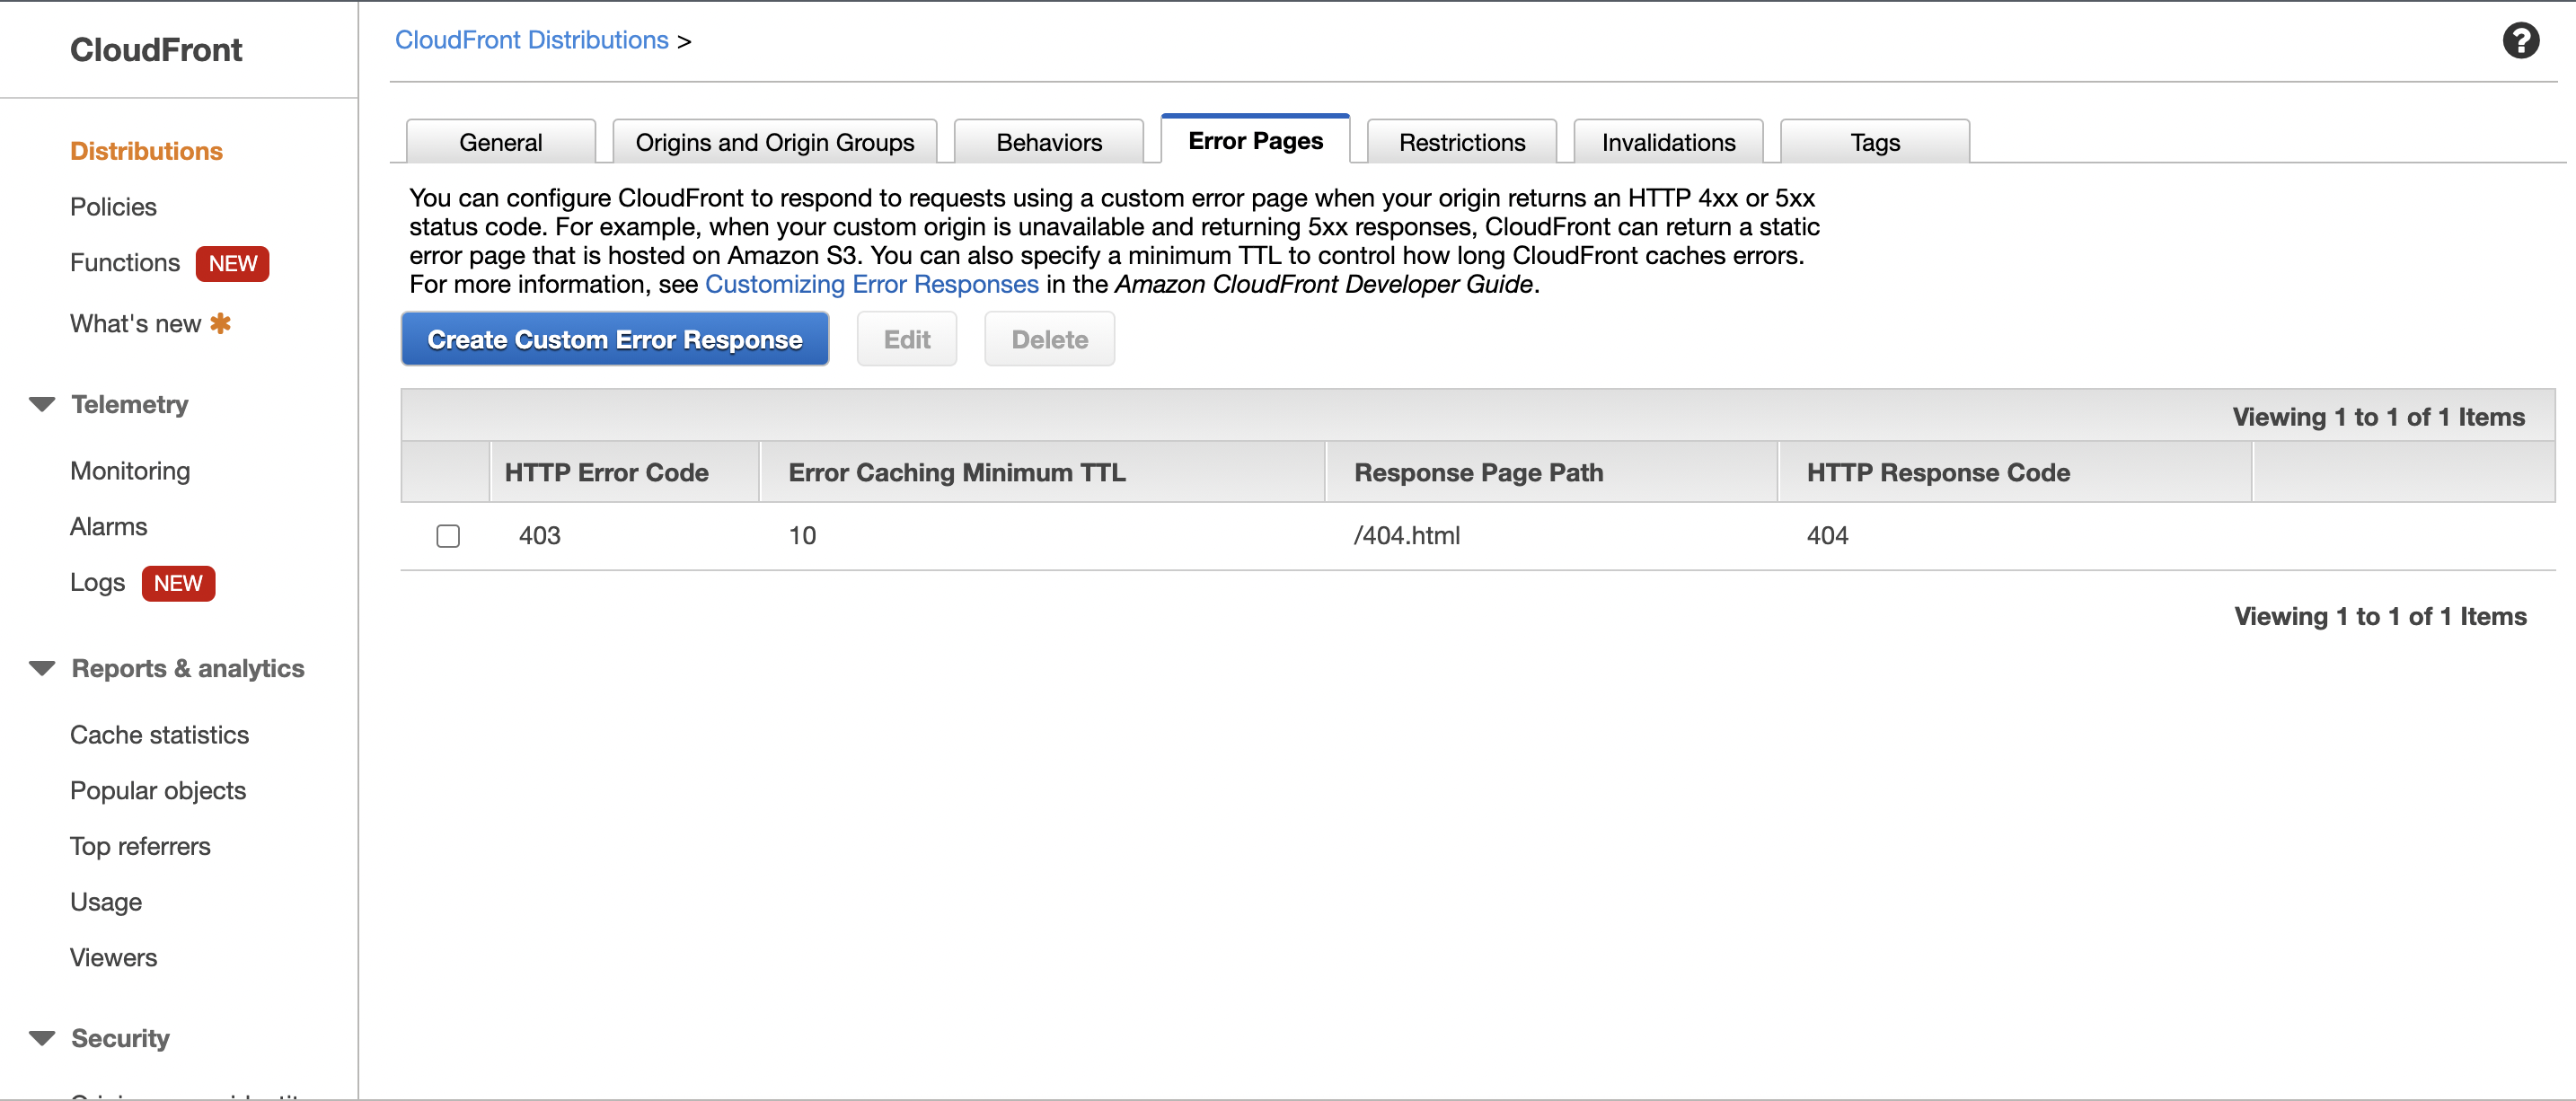 CloudFront
Distributions
Policies
Functions NEW
What's new
Telemetry
Monitoring
Alarms
Logs NEW
Reports & analytics
Cache statistics
Popular objects
Top referrers
Usage
Viewers
Security
CloudFront Distributions >
?
General
Origins and Origin Groups
Behaviors
Error Pages
Restrictions
Invalidations
Tags
You can configure CloudFront to respond to requests using a custom error page when your origin returns an HTTP 4xx or 5xx
status code. For example, when your custom origin is unavailable and returning 5xx responses, CloudFront can return a static
error page that is hosted on Amazon S3. You can also specify a minimum TTL to control how long CloudFront caches errors.
For more information, see Customizing Error Responses in the Amazon CloudFront Developer Guide.
Create Custom Error Response
Edit
Delete
Viewing 1 to 1 of 1 Items
HTTP Error Code Error Caching Minimum TTL Response Page Path HTTP Response Code
403 10 /404.html 404
Viewing 1 to 1 of 1 Items